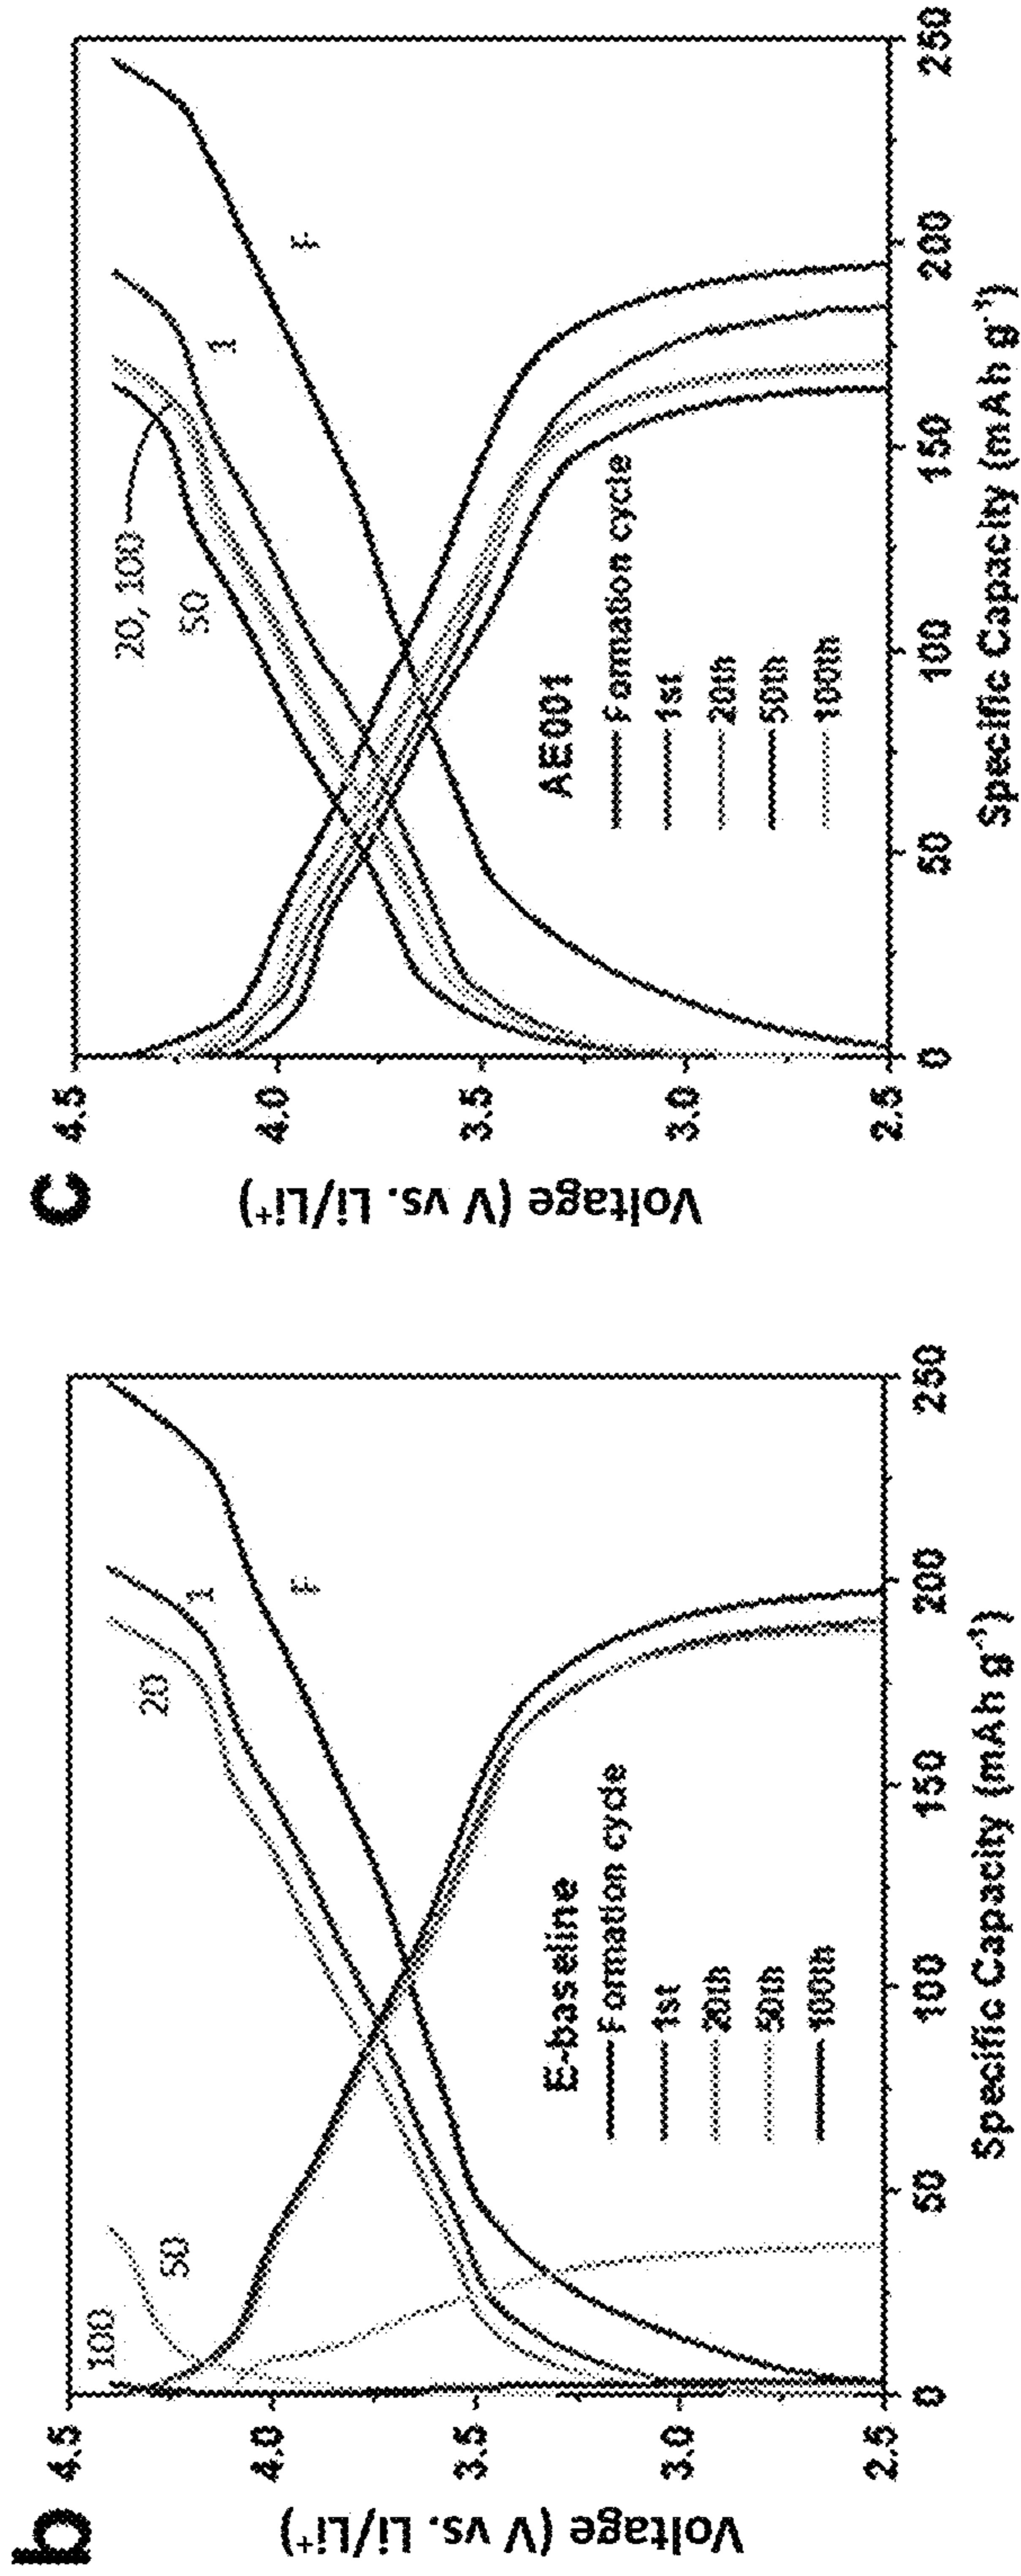 b
Voltage (V vs. Li/Li⁺)
4.5
4.0
3.5
3.0
2.5
100
50
20
1
F
E-baseline
Formation cycle
1st
20th
50th
100th
0
50
100
150
200
250
Specific Capacity (mAh g⁻¹)
c
Voltage (V vs. Li/Li⁺)
4.5
4.0
3.5
3.0
2.5
20, 100
50
1
F
AE001
Formation cycle
1st
20th
50th
100th
0
50
100
150
200
250
Specific Capacity (mAh g⁻¹)